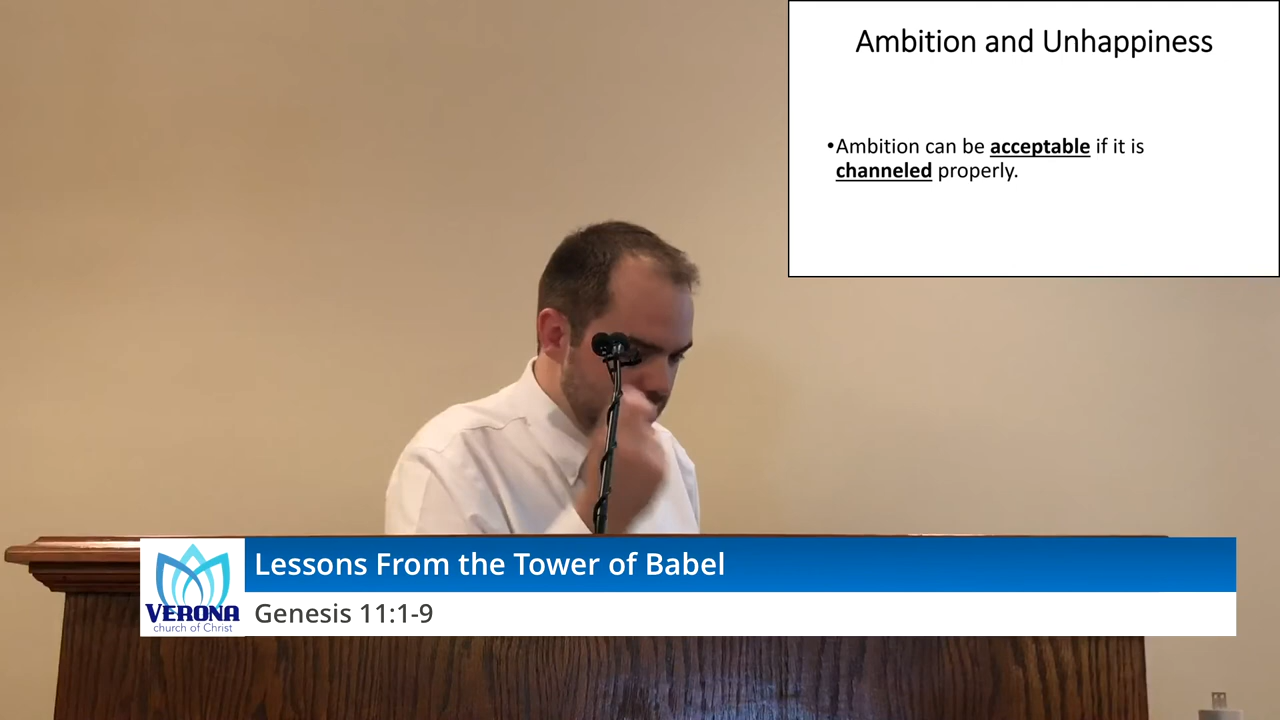 Ambition and Unhappiness
•Ambition can be acceptable if it is
channeled properly.
Lessons From the Tower of Babel
Genesis 11:1-9
VERONA
church of Christ